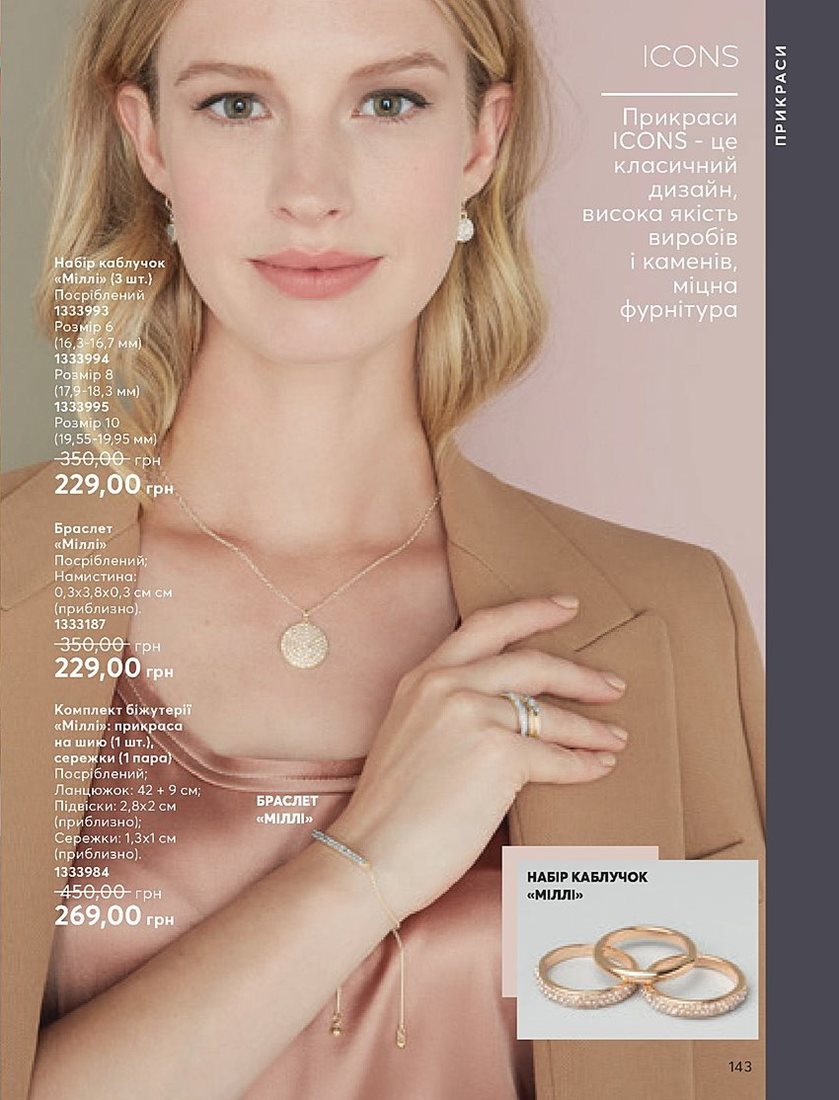 ICONS
Прикраси
ICONS - це
класичний
дизайн,
висока якість
виробів
і каменів,
міцна
фурнітура
ПРИКРАСИ
Набір каблучок
«Міллі» (3 шт.)
Посріблений
1333993
Розмір 6
(16,3-16,7 мм)
1333994
Розмір 8
(17,9-18,3 мм)
1333995
Розмір 10
(19,55-19,95 мм)
350,00 грн
229,00 грн
Браслет
«Міллі»
Посріблений;
Намистина:
0,3х3,8х0,3 см см
(приблизно).
1333187
350,00 грн
229,00 грн
Комплект біжутерії
«Міллі»: прикраса
на шию (1 шт.),
сережки (1 пара)
Посріблений;
Ланцюжок: 42 + 9 см;
Підвіски: 2,8х2 см
(приблизно);
Сережки: 1,3х1 см
(приблизно).
1333984
450,00 грн
269,00 грн
БРАСЛЕТ
«МІЛЛІ»
НАБІР КАБЛУЧОК
«МІЛЛІ»
143